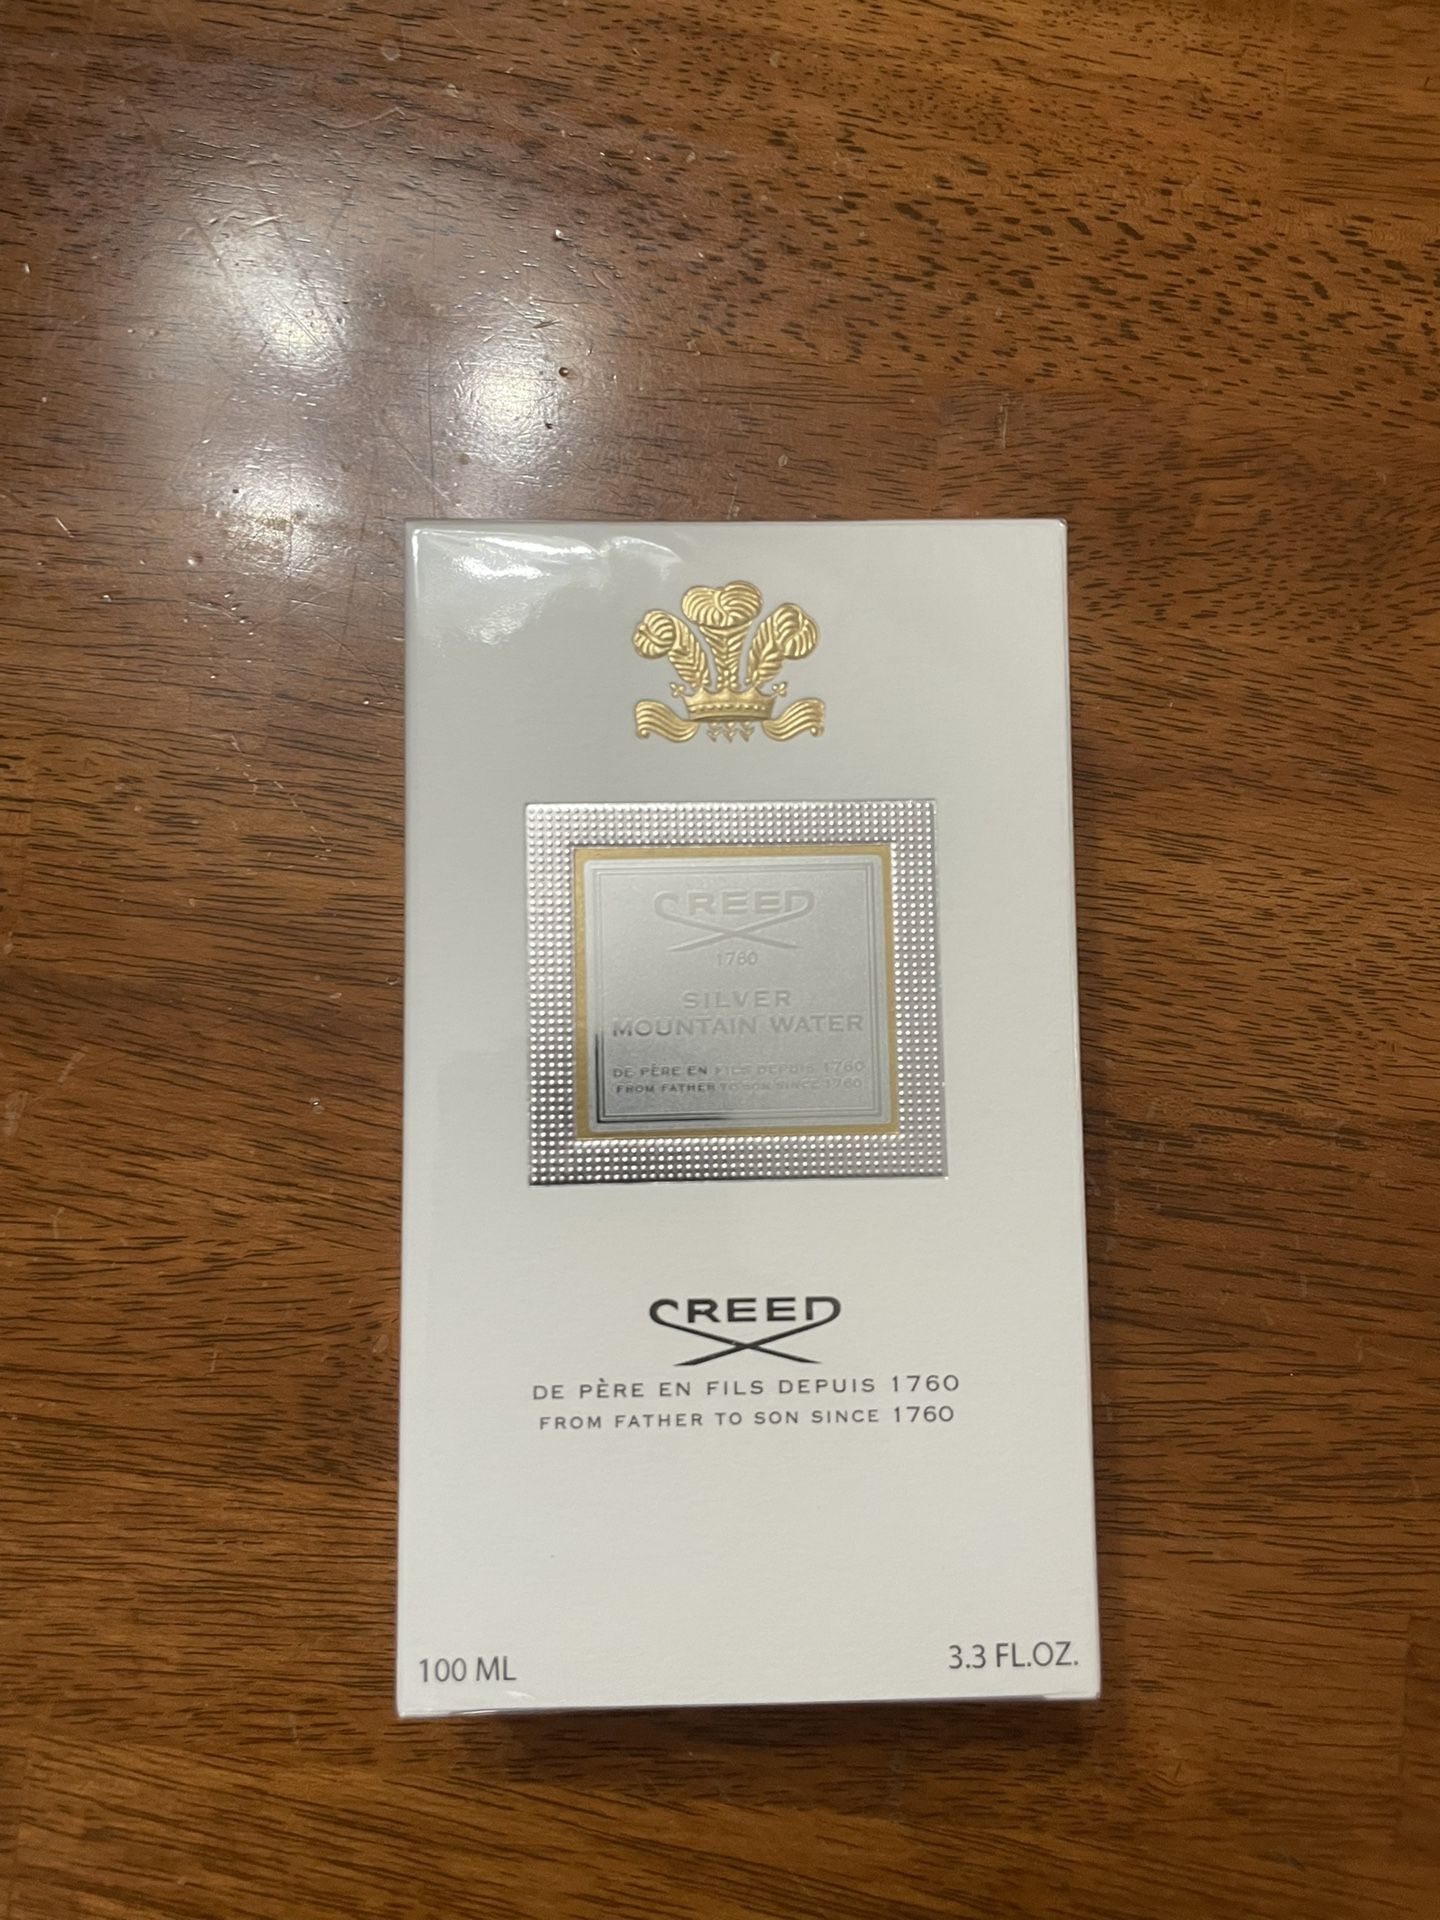 CREED
1760
SILVER
MOUNTAIN WATER
DE PÈRE EN FILS DEPUIS 1760
FROM FATHER TO SON SINCE 1760
CREED
DE PÈRE EN FILS DEPUIS 1760
FROM FATHER TO SON SINCE 1760
100 ML
3.3 FL.OZ.